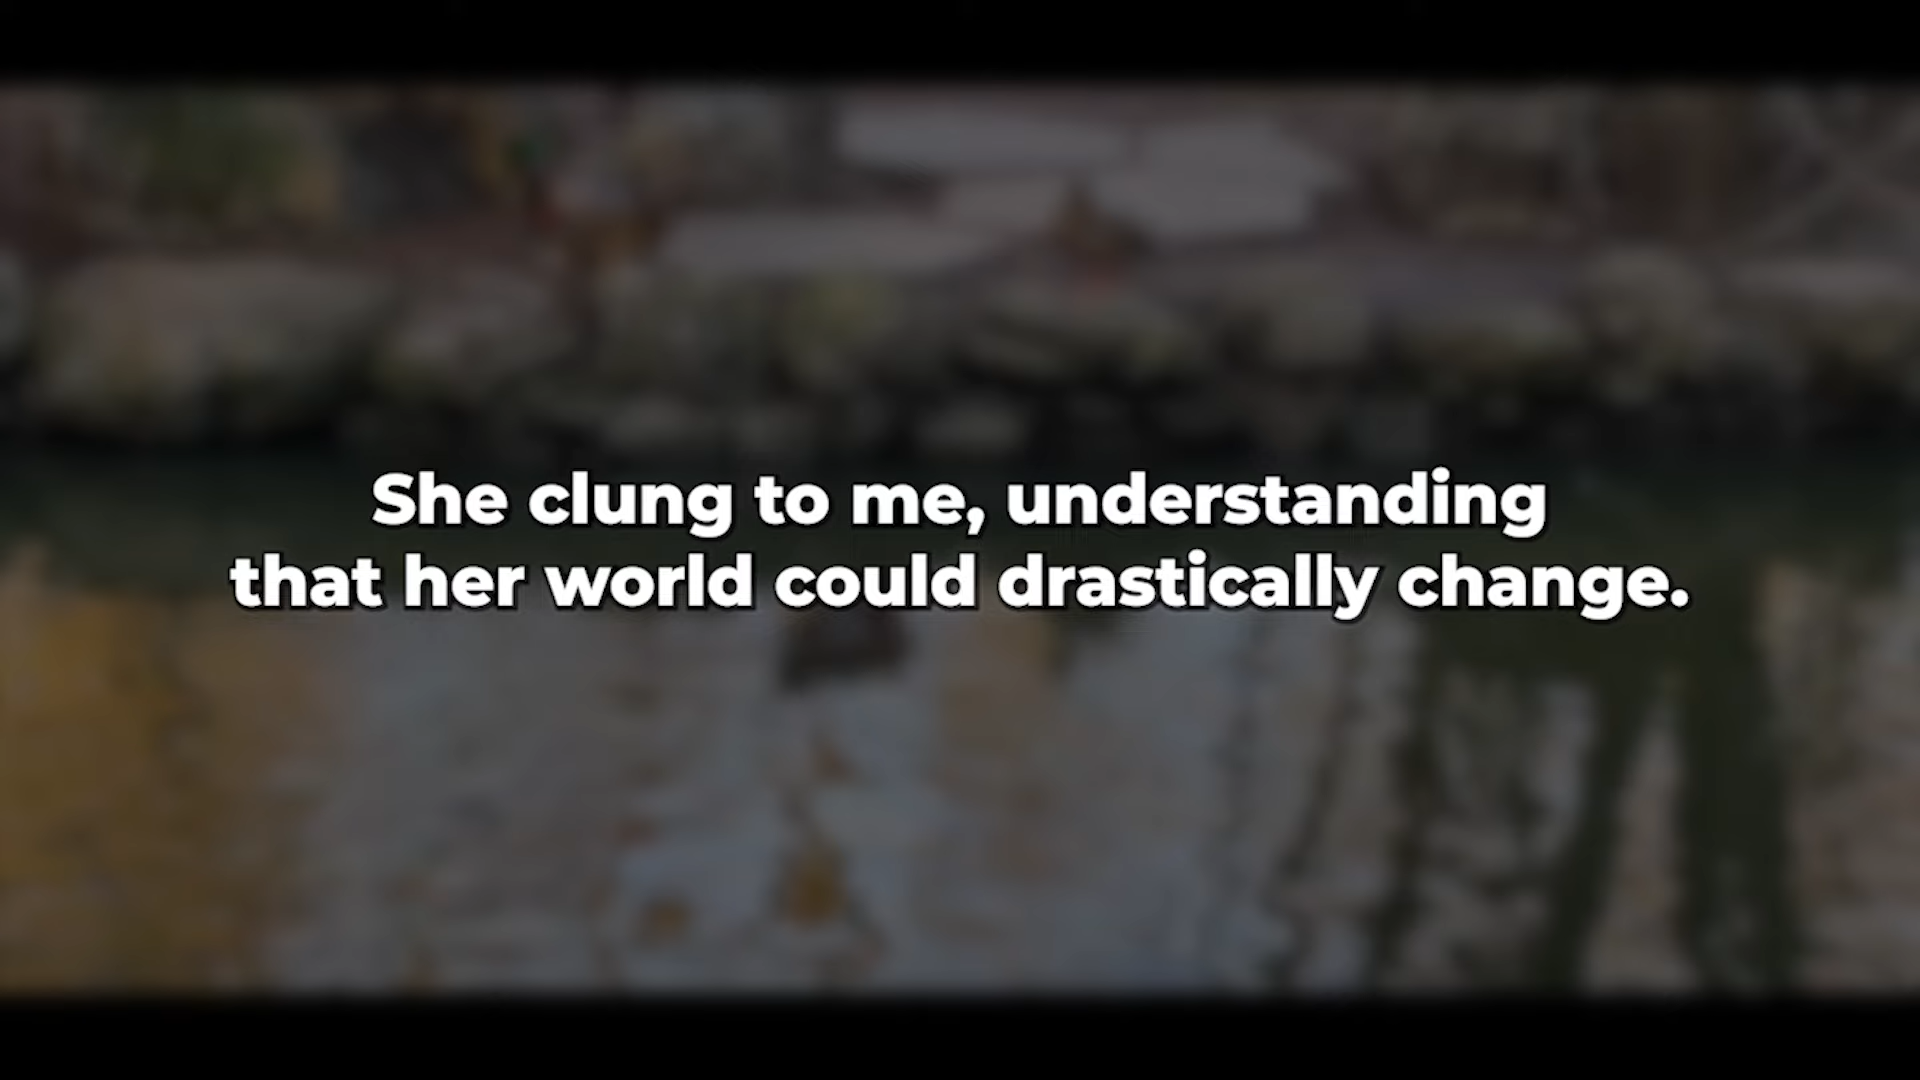 She clung to me, understanding
that her world could drastically change.